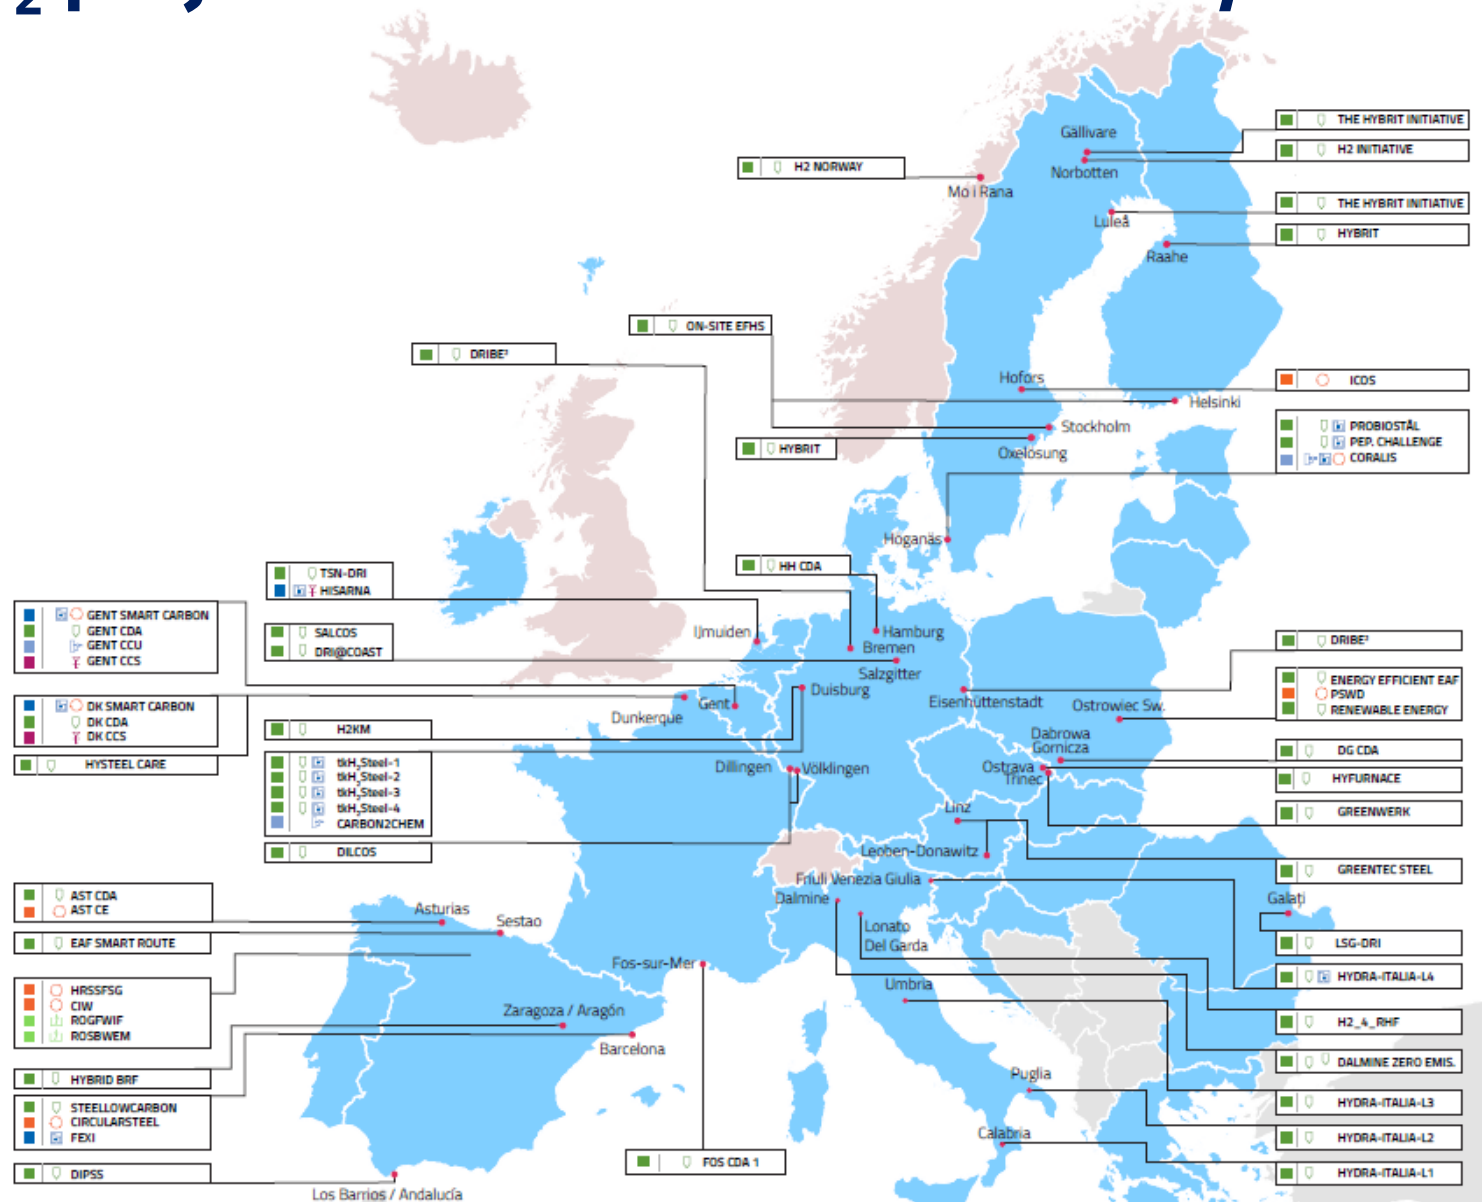 THE HYBRIT INITIATIVE
Gällivare
H2 INITIATIVE
H2 NORWAY
Norbotten
Mo i Rana
THE HYBRIT INITIATIVE
Luleå
HYBRIT
Raahe
ON-SITE EFHS
DRIBE²
Hofors
ICOS
Helsinki
Stockholm
PROBIOSTÅL
PEP. CHALLENGE
CORALIS
HYBRIT
Oxelösung
Höganäs
HH CDA
TSN-DRI
HISARNA
GENT SMART CARBON
GENT CDA
GENT CCU
GENT CCS
SALCOS
DRI@COAST
IJmuiden
Hamburg
Bremen
Salzgitter
DRIBE²
Duisburg
Eisenhüttenstadt
ENERGY EFFICIENT EAF
PSWD
RENEWABLE ENERGY
Ostrowiec Sw.
Gent
Dunkerque
DK SMART CARBON
DK CDA
DK CCS
H2KM
HYSTEEL CARE
Dabrowa
Gornicza
DG CDA
tkH₂Steel-1
tkH₂Steel-2
tkH₂Steel-3
tkH₂Steel-4
CARBON2CHEM
Dillingen
Völklingen
Ostrava
Trinec
HYFURNACE
GREENWERK
Linz
DILCOS
Leoben-Donawitz
GREENTEC STEEL
Friuli Venezia Giulia
Dalmine
AST CDA
AST CE
Asturias
Sestao
Galați
Lonato
Del Garda
EAF SMART ROUTE
LSG-DRI
Fos-sur-Mer
HYDRA-ITALIA-L4
Umbria
HRSSFSG
CIW
ROGFWIF
ROSBWEM
Zaragoza / Aragón
H2_4_RHF
Barcelona
DALMINE ZERO EMIS.
HYBRID BRF
Puglia
HYDRA-ITALIA-L3
STEELLOWCARBON
CIRCULARSTEEL
FEXI
Calabria
HYDRA-ITALIA-L2
FOS CDA 1
DIPSS
HYDRA-ITALIA-L1
Los Barrios / Andalucía